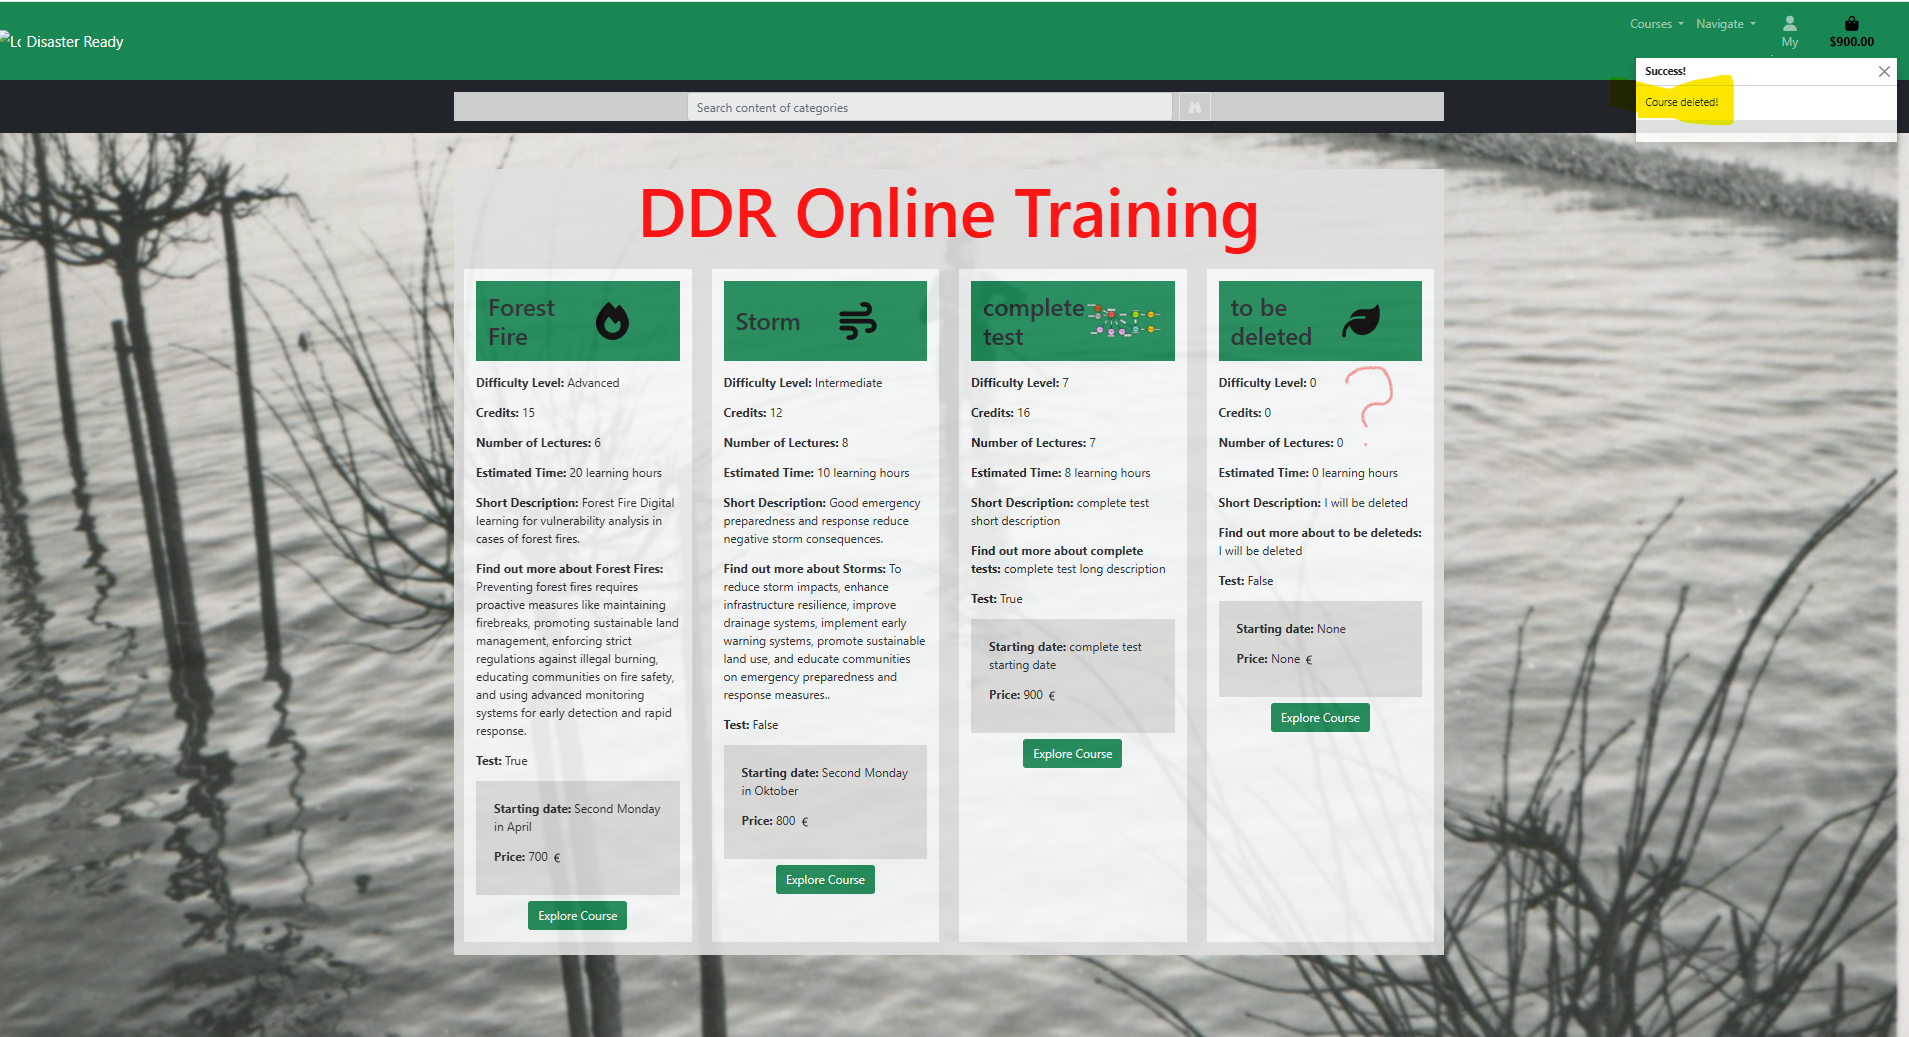 Lo Disaster Ready
Courses
Navigate
My
$900.00
Success!
Course deleted!
Search content of categories
DDR Online Training
Forest
Fire
Difficulty Level: Advanced
Credits: 15
Number of Lectures: 6
Estimated Time: 20 learning hours
Short Description: Forest Fire Digital
learning for vulnerability analysis in
cases of forest fires.
Find out more about Forest Fires:
Preventing forest fires requires
proactive measures like maintaining
firebreaks, promoting sustainable land
management, enforcing strict
regulations against illegal burning,
educating communities on fire safety,
and using advanced monitoring
systems for early detection and rapid
response.
Test: True
Starting date: Second Monday
in April
Price: 700 €
Explore Course
Storm
Difficulty Level: Intermediate
Credits: 12
Number of Lectures: 8
Estimated Time: 10 learning hours
Short Description: Good emergency
preparedness and response reduce
negative storm consequences.
Find out more about Storms: To
reduce storm impacts, enhance
infrastructure resilience, improve
drainage systems, implement early
warning systems, promote sustainable
land use, and educate communities
on emergency preparedness and
response measures..
Test: False
Starting date: Second Monday
in Oktober
Price: 800 €
Explore Course
complete
test
Difficulty Level: 7
Credits: 16
Number of Lectures: 7
Estimated Time: 8 learning hours
Short Description: complete test
short description
Find out more about complete
tests: complete test long description
Test: True
Starting date: complete test
starting date
Price: 900 €
Explore Course
to be
deleted
Difficulty Level: 0
Credits: 0
Number of Lectures: 0
Estimated Time: 0 learning hours
Short Description: I will be deleted
Find out more about to be deleteds:
I will be deleted
Test: False
Starting date: None
Price: None €
Explore Course
?